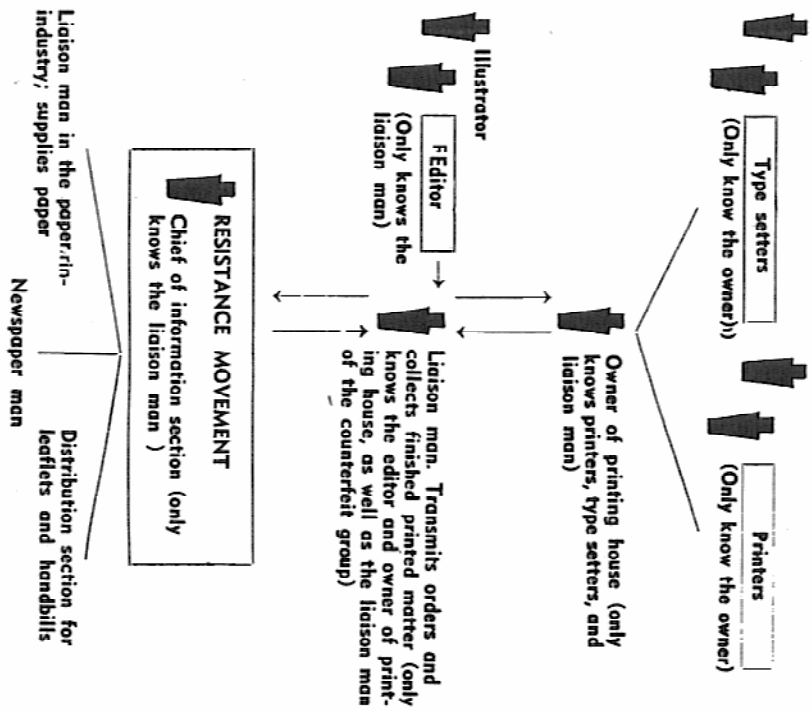 Type setters
(Only know the owner)
Printers
(Only know the owner)
Owner of printing house (only
knows printers, type setters, and
liaison man)
Illustrator
Editor
(Only knows the
liaison man)
Liaison man. Transmits orders and
collects finished printed matter (only
knows the editor and owner of print-
ing house, as well as the liaison man
of the counterfeit group)
RESISTANCE MOVEMENT
Chief of information section (only
knows the liaison man )
Liaison man in the paper.rin-
industry; supplies paper
Newspaper man
Distribution section for
leaflets and handbills